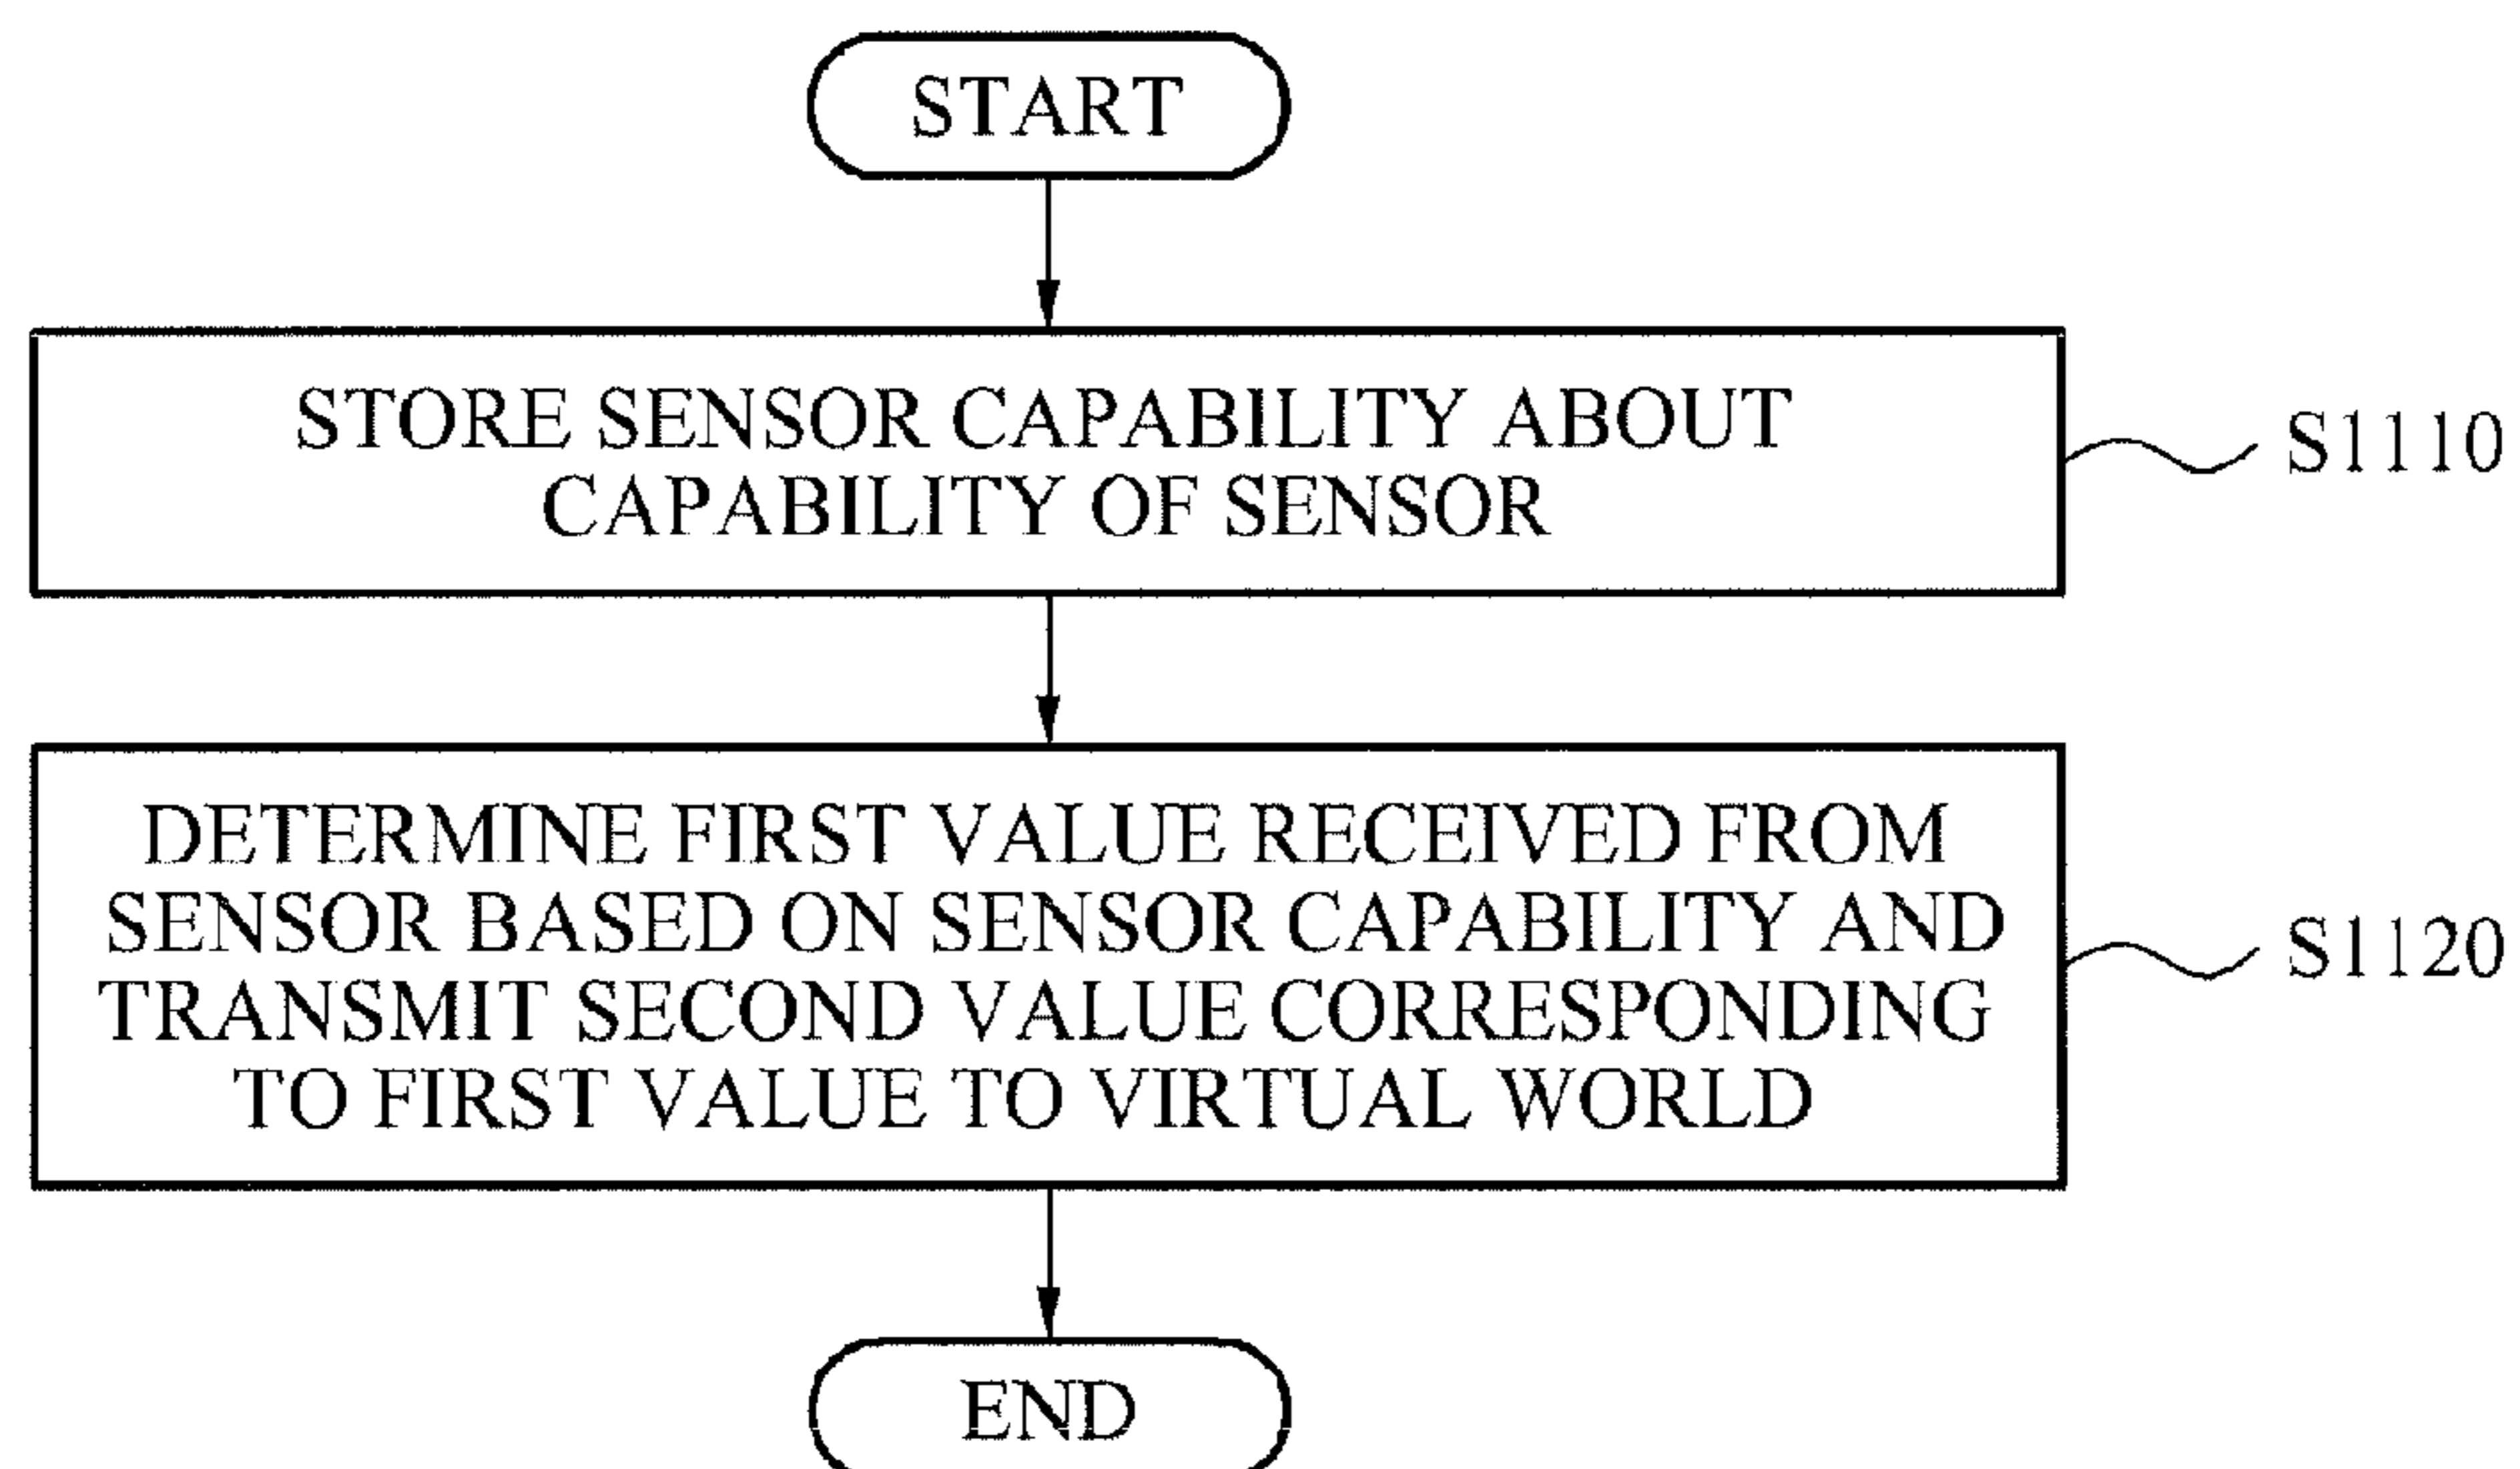 START
STORE SENSOR CAPABILITY ABOUT
CAPABILITY OF SENSOR
S1110
DETERMINE FIRST VALUE RECEIVED FROM
SENSOR BASED ON SENSOR CAPABILITY AND
TRANSMIT SECOND VALUE CORRESPONDING
TO FIRST VALUE TO VIRTUAL WORLD
S1120
END